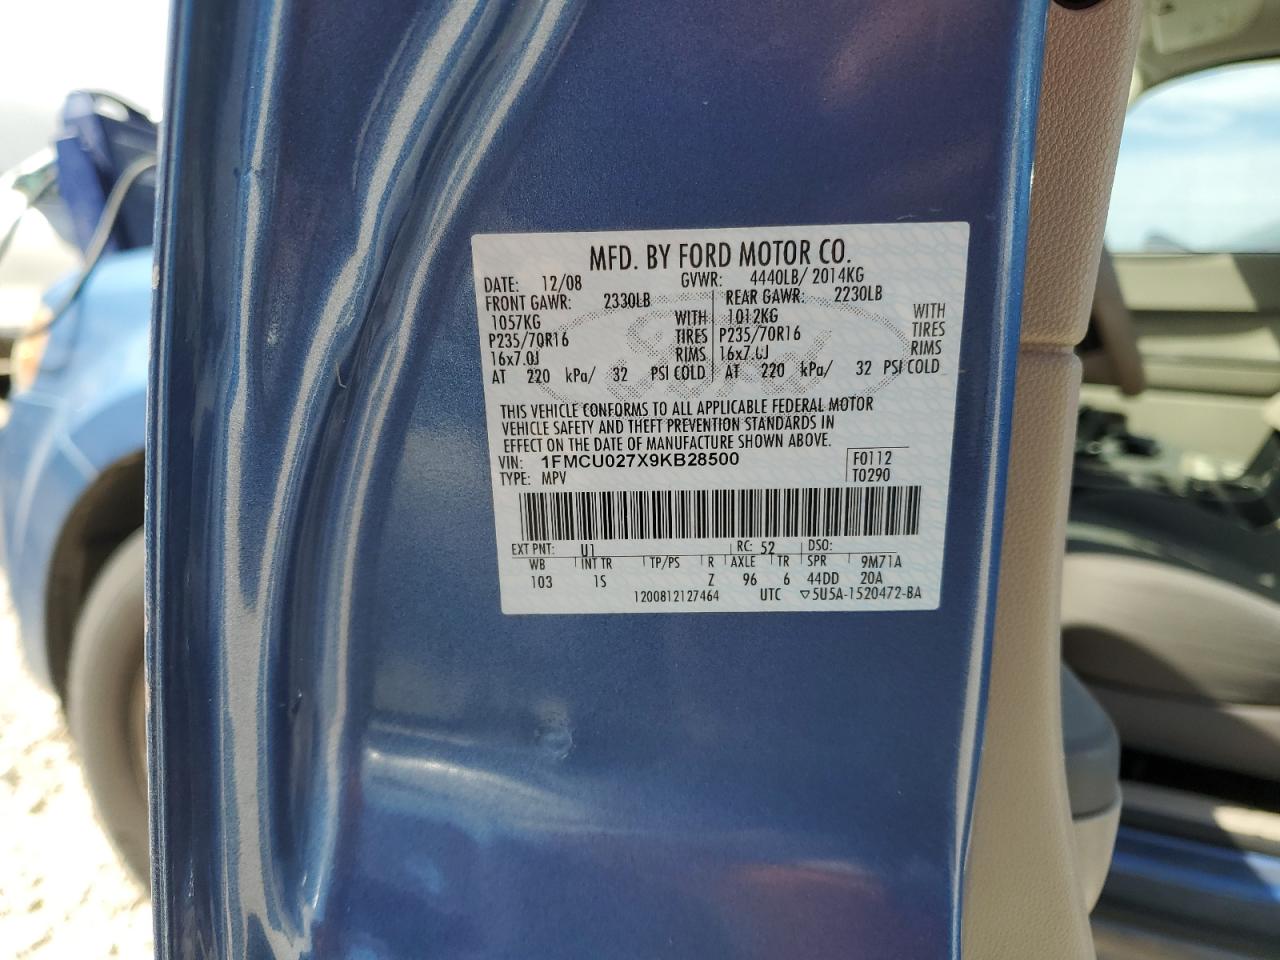 MFD. BY FORD MOTOR CO.
DATE: 12/08 GVWR: 4440LB/ 2014KG
FRONT GAWR: 2330LB REAR GAWR: 2230LB
1057KG WITH 1012KG WITH
P235/70R16 TIRES P235/70R16 TIRES
16x7.0J RIMS 16x7.0J RIMS
AT 220 kPa/ 32 PSI COLD AT 220 kPa/ 32 PSI COLD
THIS VEHICLE CONFORMS TO ALL APPLICABLE FEDERAL MOTOR
VEHICLE SAFETY AND THEFT PREVENTION STANDARDS IN
EFFECT ON THE DATE OF MANUFACTURE SHOWN ABOVE.
VIN: 1FMCU027X9KB28500 F0112
TYPE: MPV T0290
EXT PNT: U1 RC: 52 DSO:
WB INT TR TP/PS R AXLE TR SPR 9M71A
103 1S Z 96 6 44DD 20A
1200812127464 UTC ▽5U5A-1520472-BA